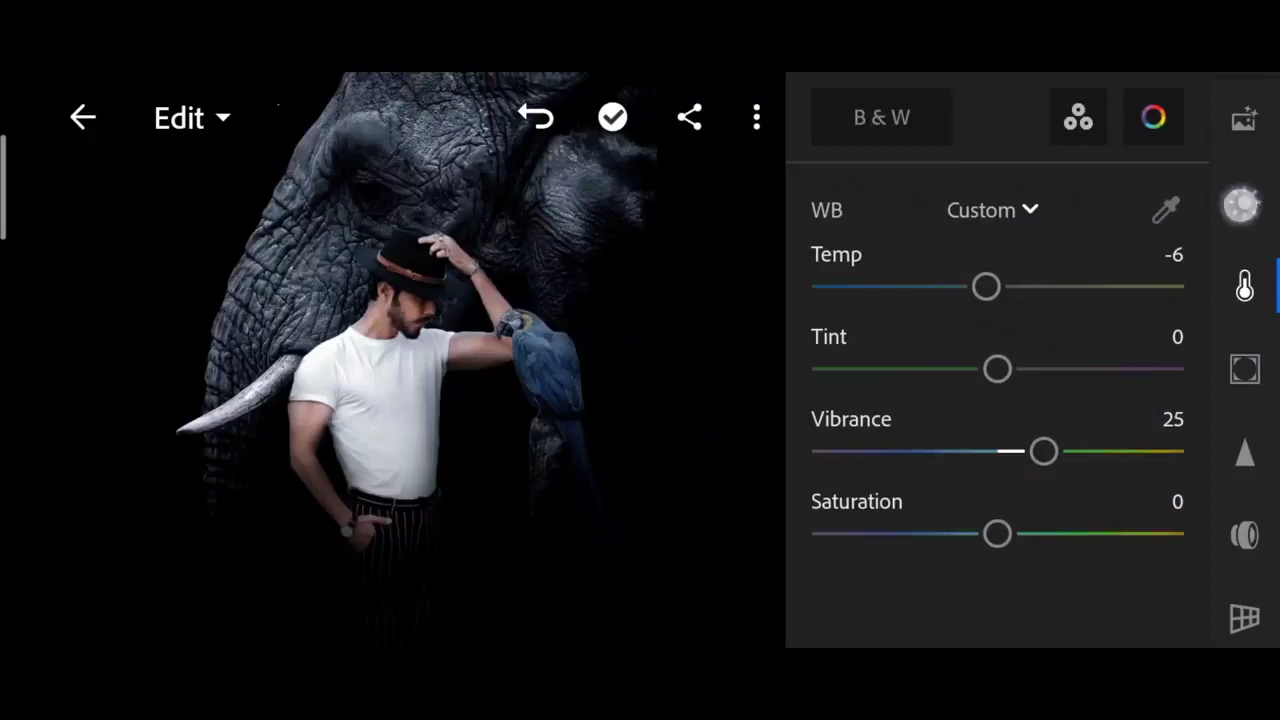 Edit
B & W
WB Custom
Temp -6
Tint 0
Vibrance 25
Saturation 0